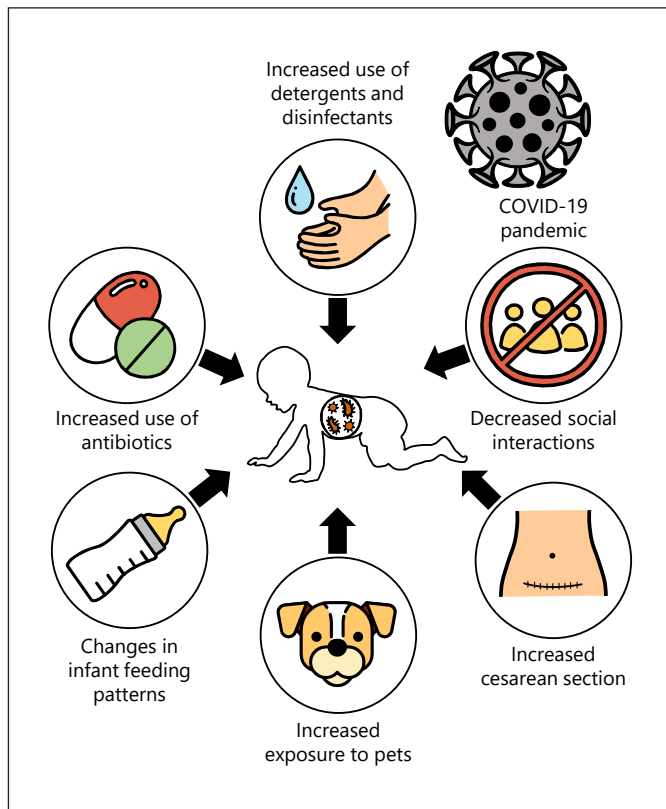 Increased use of
detergents and
disinfectants
COVID-19
pandemic
Increased use of
antibiotics
Decreased social
interactions
Changes in
infant feeding
patterns
Increased
exposure to pets
Increased
cesarean section